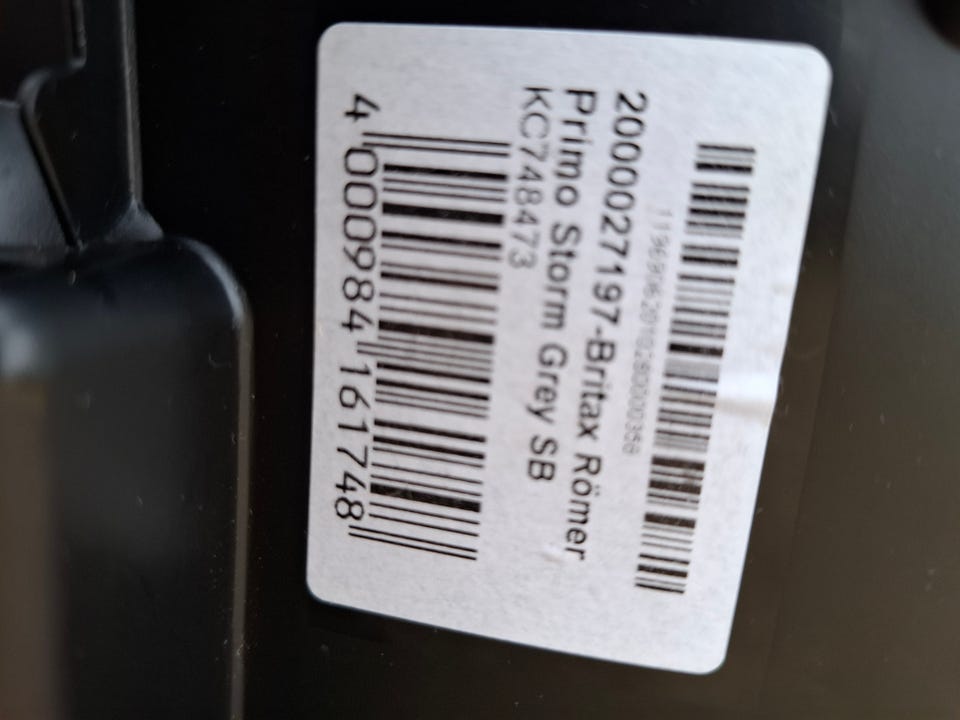 2000027197-Britax Römer
Primo Storm Grey SB
KC748473
4 000984 161748